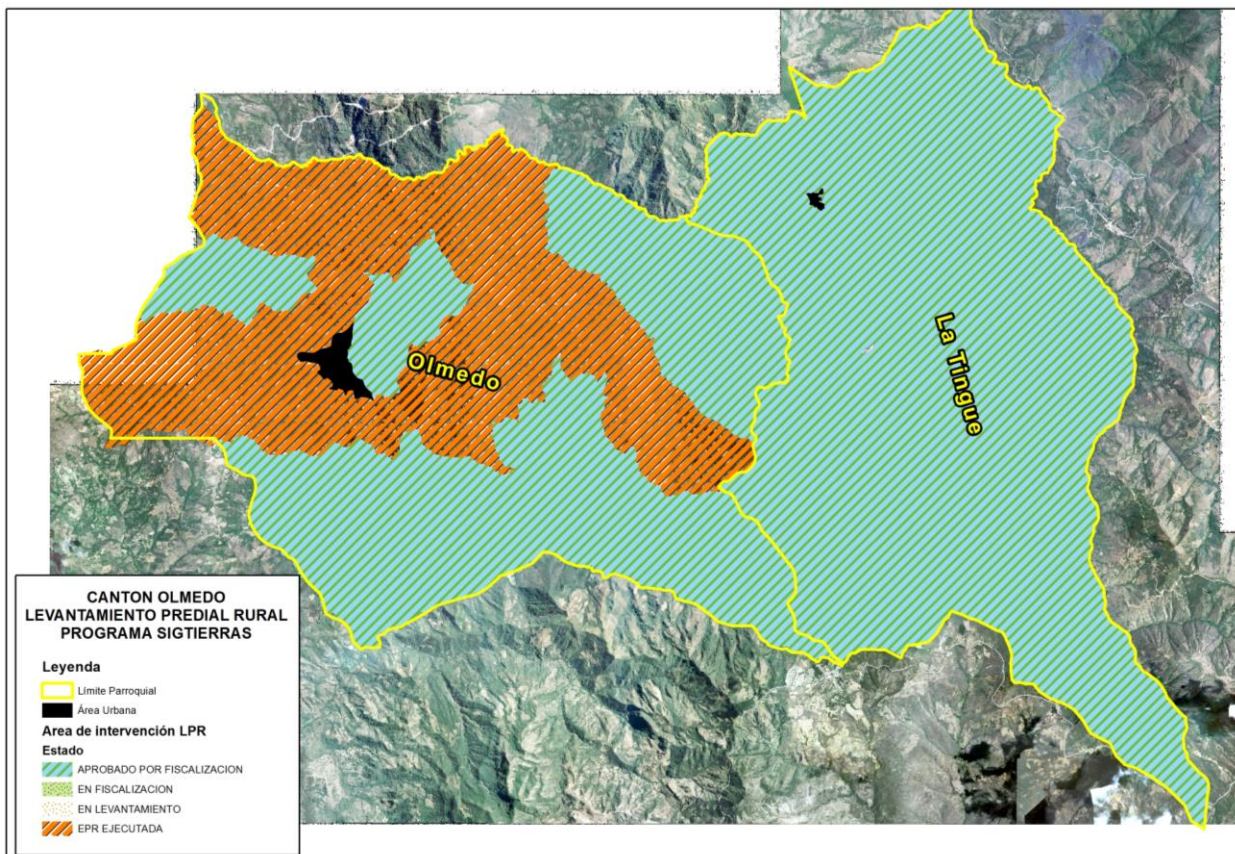 Olmedo
La Tingue
CANTON OLMEDO
LEVANTAMIENTO PREDIAL RURAL
PROGRAMA SIGTIERRAS
Leyenda
Límite Parroquial
Área Urbana
Area de intervención LPR
Estado
APROBADO POR FISCALIZACION
EN FISCALIZACION
EN LEVANTAMIENTO
EPR EJECUTADA